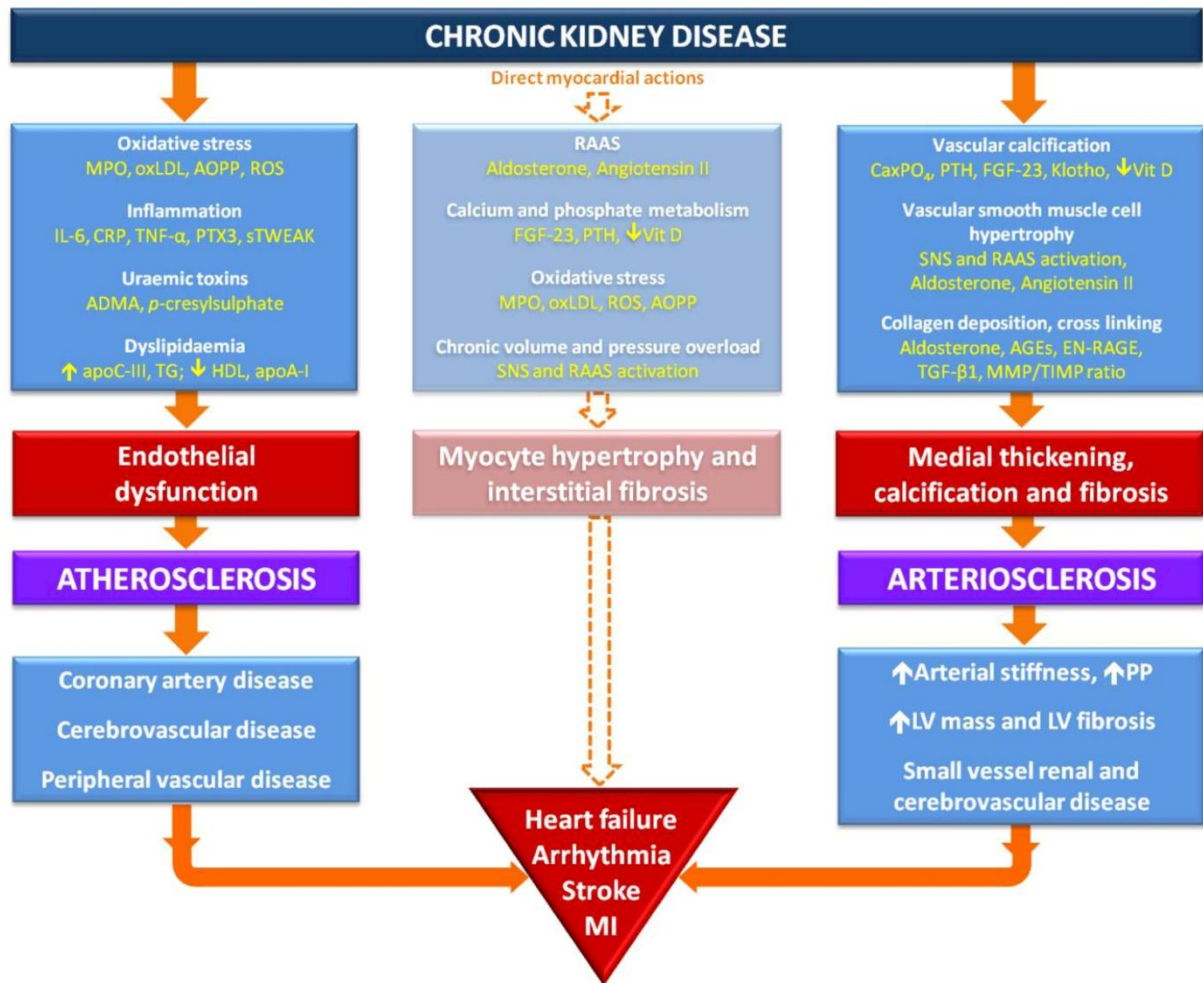 CHRONIC KIDNEY DISEASE
Direct myocardial actions
Oxidative stress
MPO, oxLDL, AOPP, ROS
Inflammation
IL-6, CRP, TNF-α, PTX3, sTWEAK
Uraemic toxins
ADMA, p-cresylsulphate
Dyslipidaemia
↑ apoC-III, TG; ↓ HDL, apoA-I
RAAS
Aldosterone, Angiotensin II
Calcium and phosphate metabolism
FGF-23, PTH, ↓Vit D
Oxidative stress
MPO, oxLDL, ROS, AOPP
Chronic volume and pressure overload
SNS and RAAS activation
Vascular calcification
CaxPO₄, PTH, FGF-23, Klotho, ↓Vit D
Vascular smooth muscle cell
hypertrophy
SNS and RAAS activation,
Aldosterone, Angiotensin II
Collagen deposition, cross linking
Aldosterone, AGEs, EN-RAGE,
TGF-β1, MMP/TIMP ratio
Endothelial
dysfunction
Myocyte hypertrophy and
interstitial fibrosis
Medial thickening,
calcification and fibrosis
ATHEROSCLEROSIS
ARTERIOSCLEROSIS
Coronary artery disease
Cerebrovascular disease
Peripheral vascular disease
↑Arterial stiffness, ↑PP
↑LV mass and LV fibrosis
Small vessel renal and
cerebrovascular disease
Heart failure
Arrhythmia
Stroke
MI